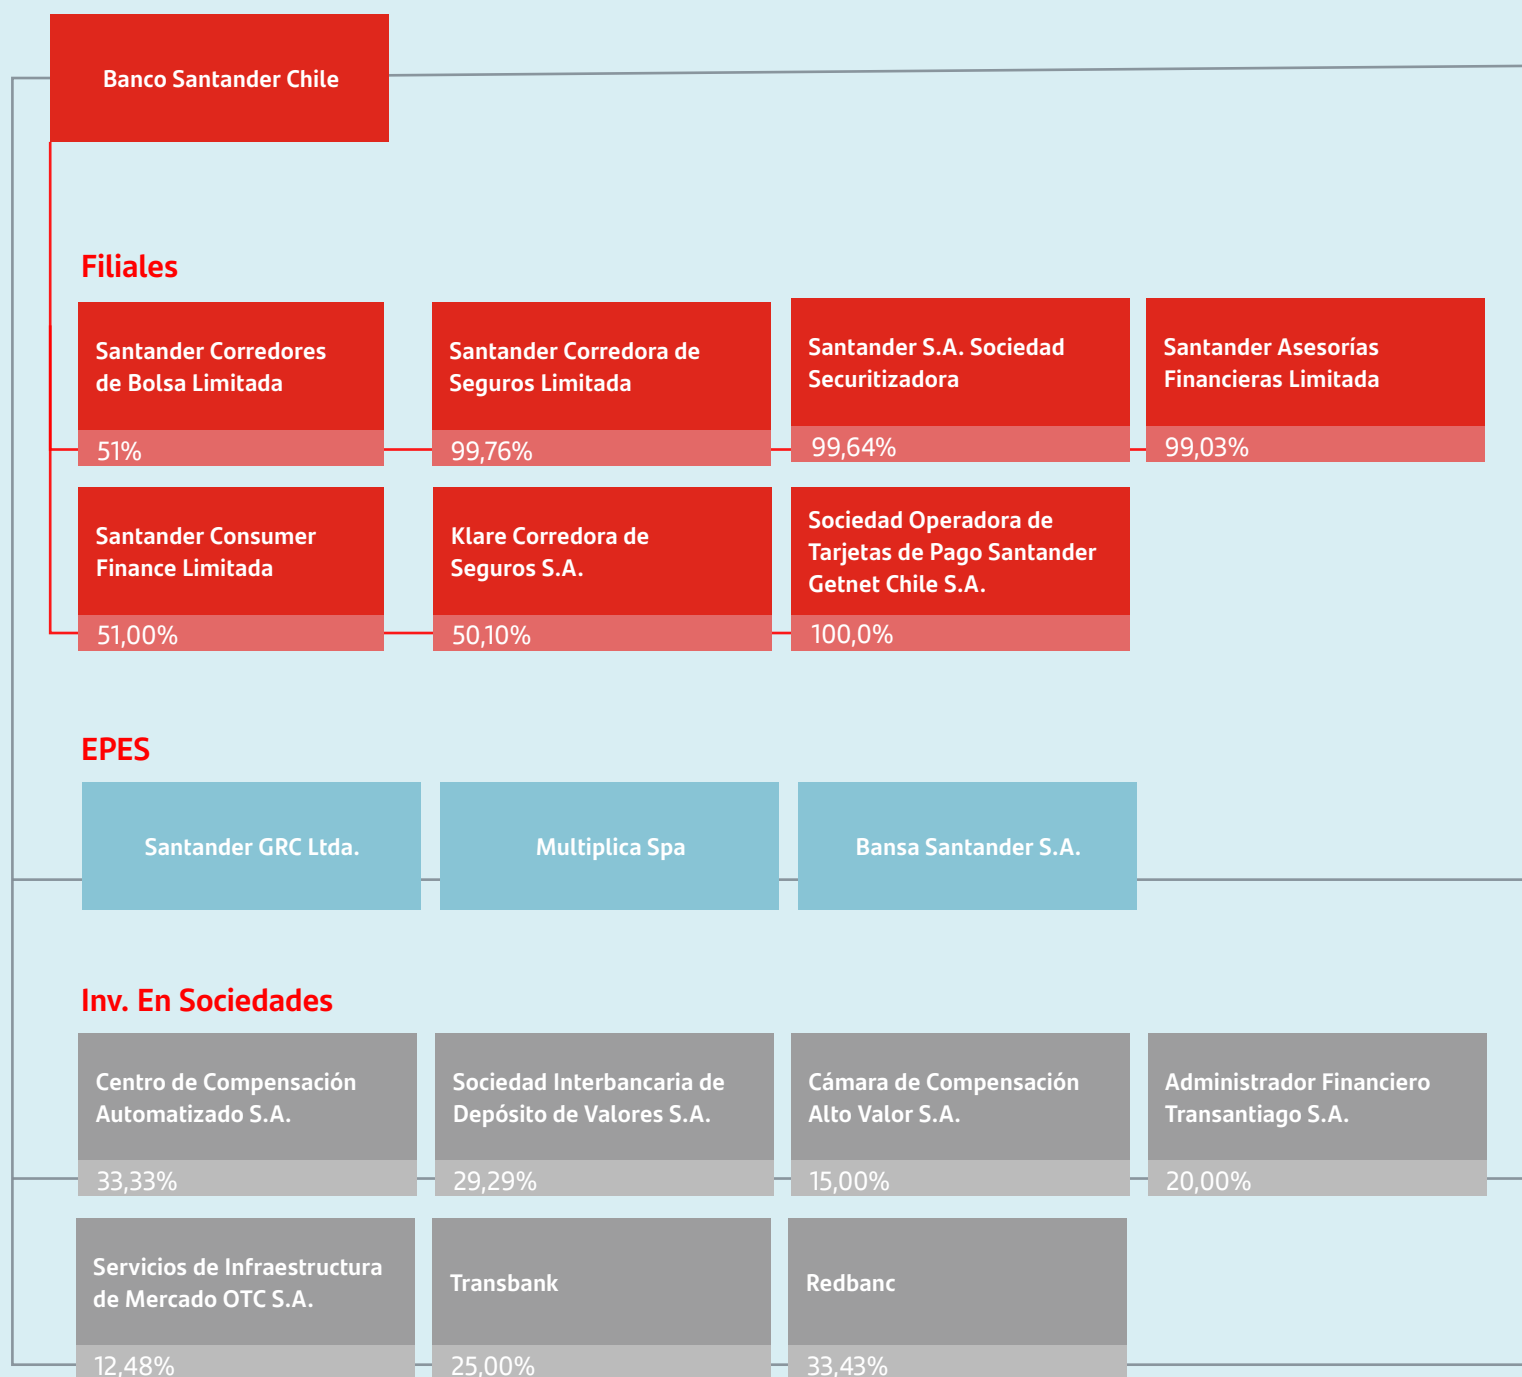 Banco Santander Chile
Filiales
Santander Corredores
de Bolsa Limitada
51%
Santander Corredora de
Seguros Limitada
99,76%
Santander S.A. Sociedad
Securitizadora
99,64%
Santander Asesorías
Financieras Limitada
99,03%
Santander Consumer
Finance Limitada
51,00%
Klare Corredora de
Seguros S.A.
50,10%
Sociedad Operadora de
Tarjetas de Pago Santander
Getnet Chile S.A.
100,0%
EPES
Santander GRC Ltda.
Multiplica Spa
Bansa Santander S.A.
Inv. En Sociedades
Centro de Compensación
Automatizado S.A.
33,33%
Sociedad Interbancaria de
Depósito de Valores S.A.
29,29%
Cámara de Compensación
Alto Valor S.A.
15,00%
Administrador Financiero
Transantiago S.A.
20,00%
Servicios de Infraestructura
de Mercado OTC S.A.
12,48%
Transbank
25,00%
Redbanc
33,43%